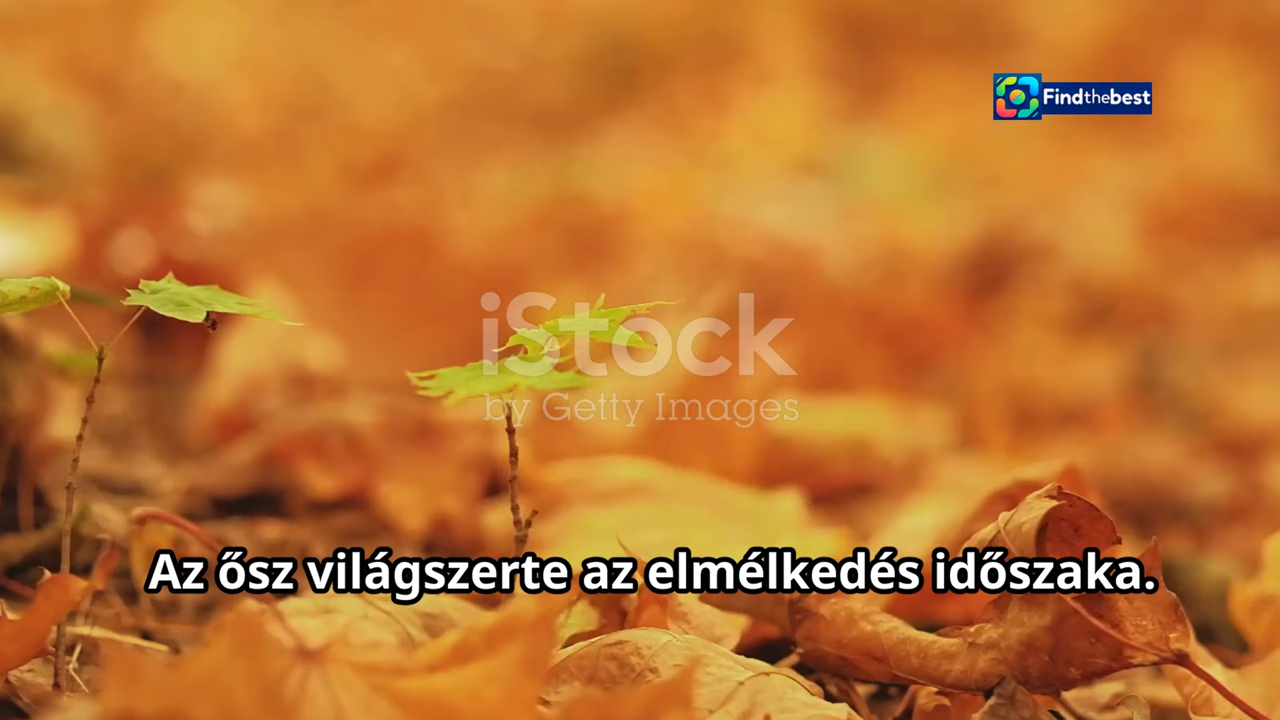 Findthebest
iStock
by Getty Images
Az ősz világszerte az elmélkedés időszaka.